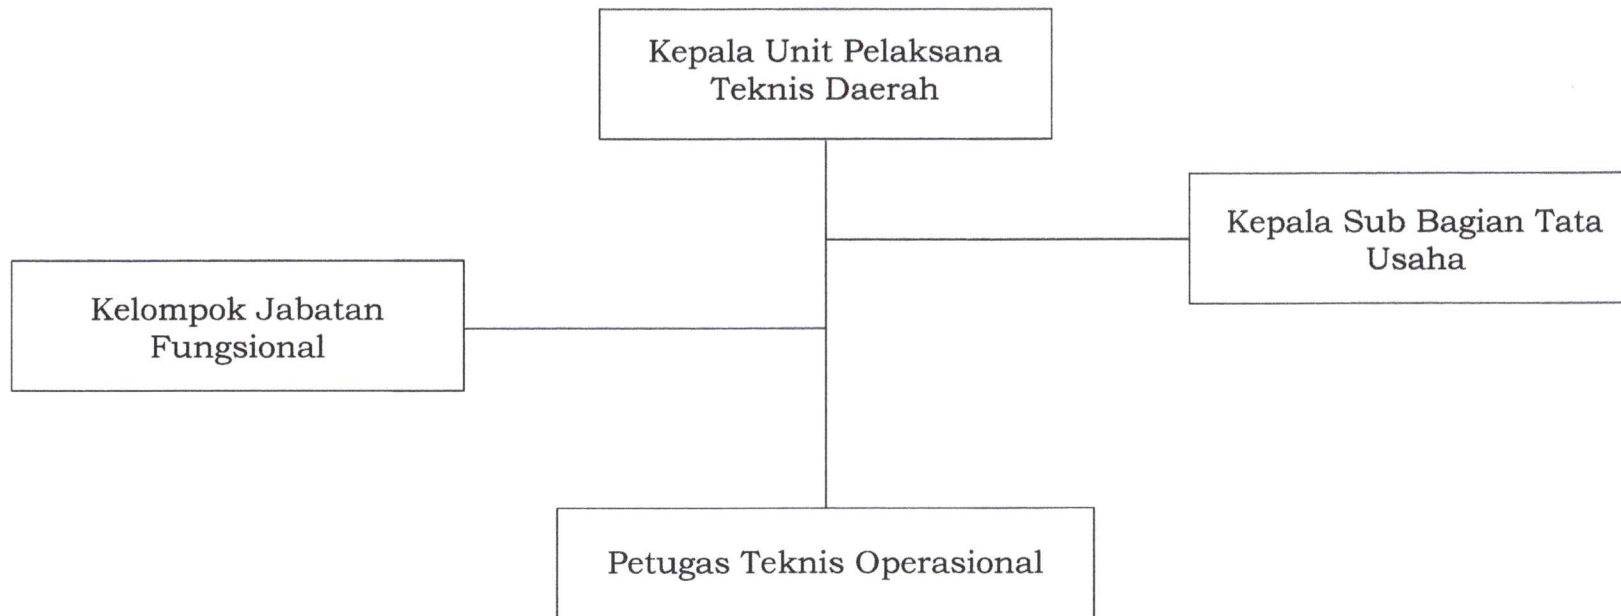 Kepala Unit Pelaksana
Teknis Daerah
Kepala Sub Bagian Tata
Usaha
Kelompok Jabatan
Fungsional
Petugas Teknis Operasional